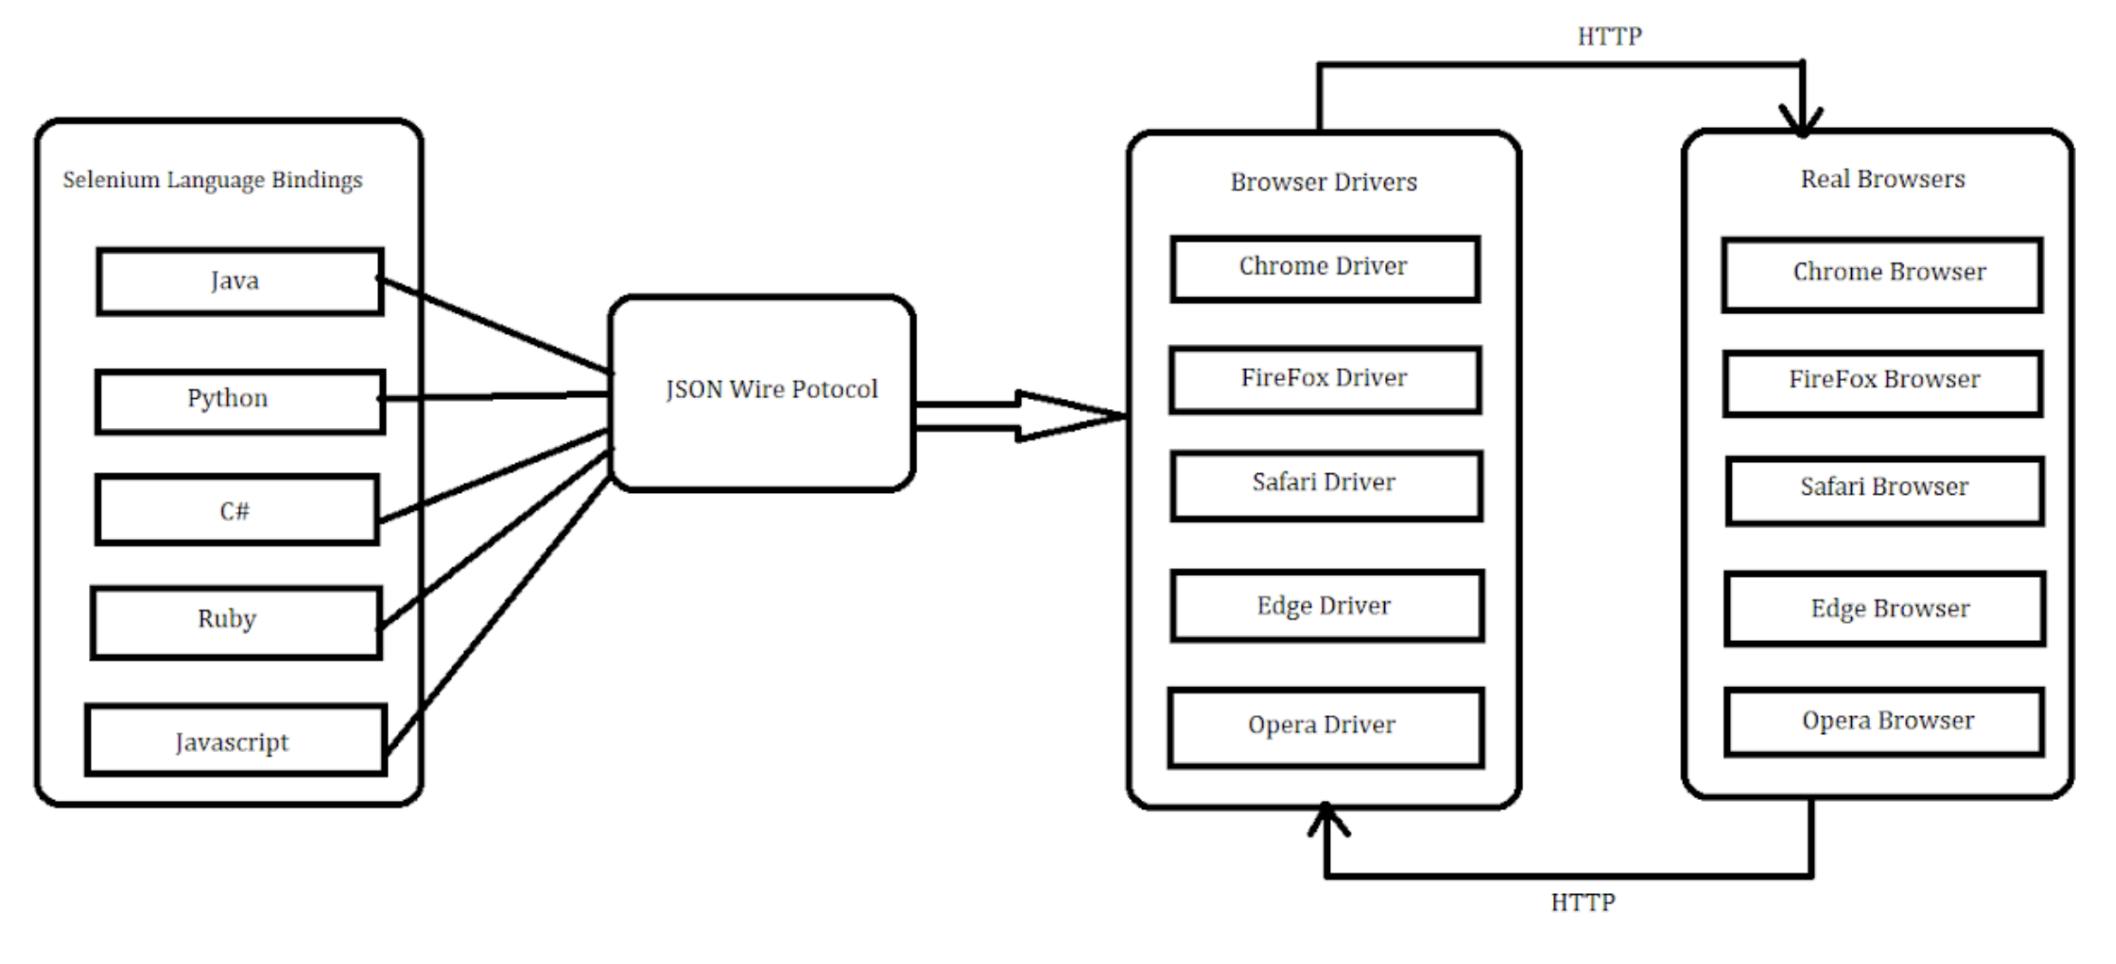 HTTP
Selenium Language Bindings
Java
Python
C#
Ruby
Javascript
JSON Wire Potocol
Browser Drivers
Chrome Driver
FireFox Driver
Safari Driver
Edge Driver
Opera Driver
Real Browsers
Chrome Browser
FireFox Browser
Safari Browser
Edge Browser
Opera Browser
HTTP